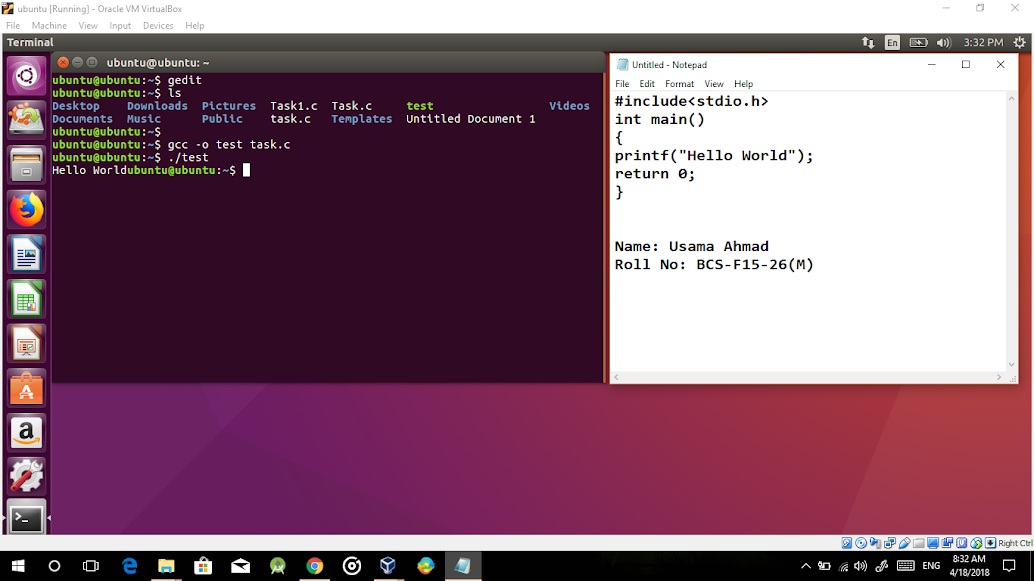 ubuntu [Running] - Oracle VM VirtualBox
File Machine View Input Devices Help
Terminal
En
3:32 PM
ubuntu@ubuntu: ~
ubuntu@ubuntu:~$ gedit
ubuntu@ubuntu:~$ ls
Desktop Downloads Pictures Task1.c Task.c test Videos
Documents Music Public task.c Templates Untitled Document 1
ubuntu@ubuntu:~$
ubuntu@ubuntu:~$ gcc -o test task.c
ubuntu@ubuntu:~$ ./test
Hello Worldubuntu@ubuntu:~$
Untitled - Notepad
File Edit Format View Help
#include<stdio.h>
int main()
{
printf("Hello World");
return 0;
}
Name: Usama Ahmad
Roll No: BCS-F15-26(M)
Right Ctrl
ENG
8:32 AM
4/18/2018